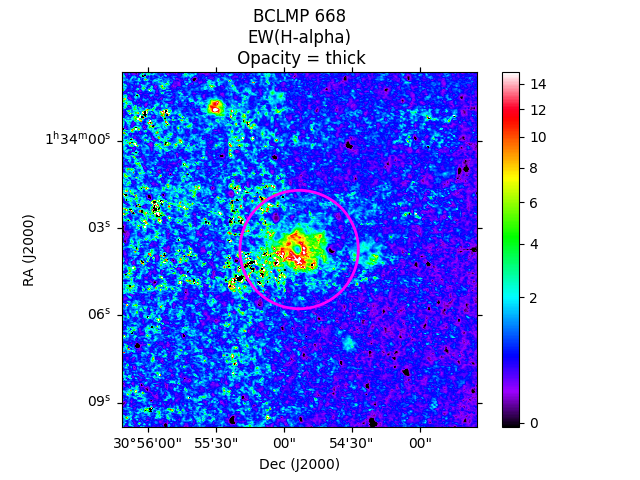 BCLMP 668
EW(H-alpha)
Opacity = thick
1ʰ34ᵐ00ˢ
03ˢ
06ˢ
09ˢ
RA (J2000)
30°56'00"
55'30"
00"
54'30"
00"
Dec (J2000)
14
12
10
8
6
4
2
0